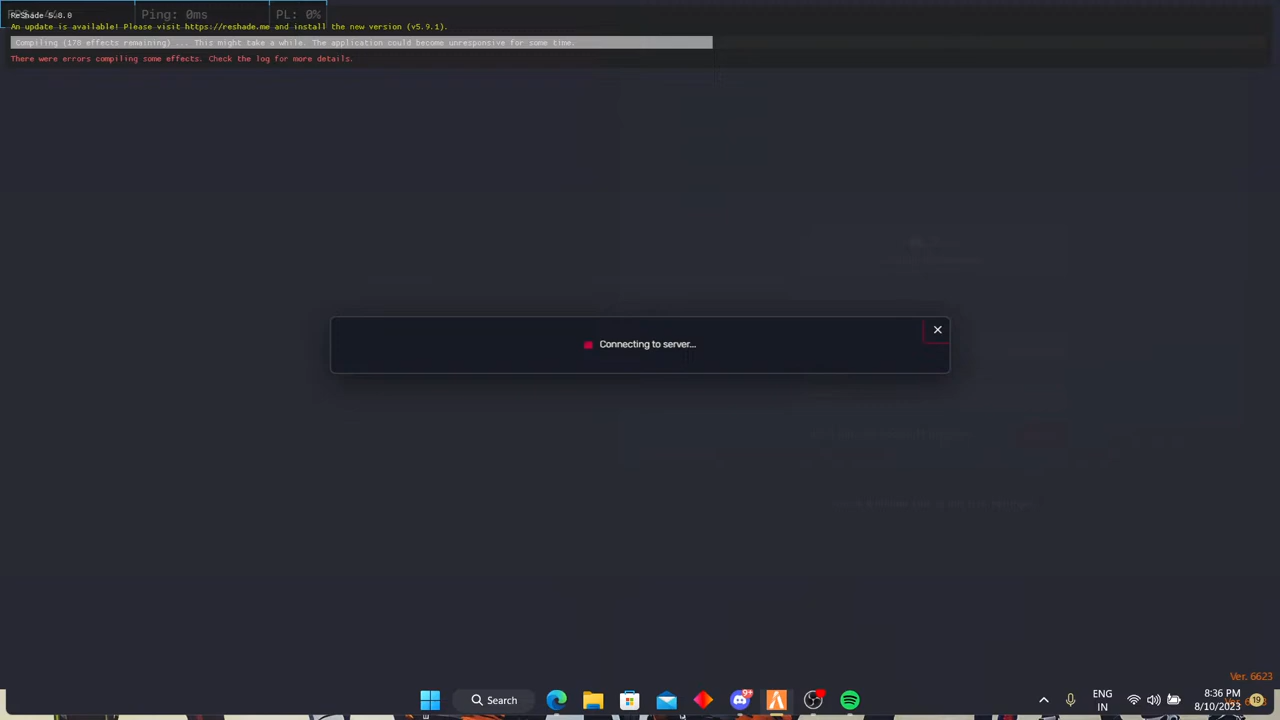 ReShade 5.8.0
Ping: 0ms
PL: 0%
An update is available! Please visit https://reshade.me and install the new version (v5.9.1).
Compiling (178 effects remaining) ... This might take a while. The application could become unresponsive for some time.
There were errors compiling some effects. Check the log for more details.
Connecting to server...
Ver. 6623
Search
9+
ENG
IN
8:36 PM
8/10/2023
19